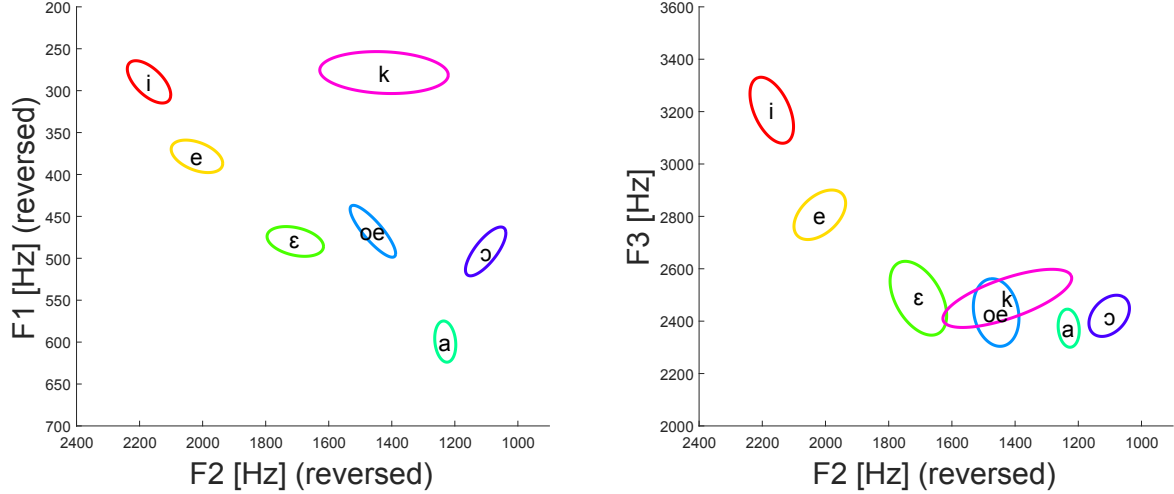 F1 [Hz] (reversed)
200
250
300
350
400
450
500
550
600
650
700
i
k
e
ε
oe
ɔ
a
2400 2200 2000 1800 1600 1400 1200 1000
F2 [Hz] (reversed)
F3 [Hz]
3600
3400
3200
3000
2800
2600
2400
2200
2000
i
e
ε
k
oe
a
ɔ
2400 2200 2000 1800 1600 1400 1200 1000
F2 [Hz] (reversed)